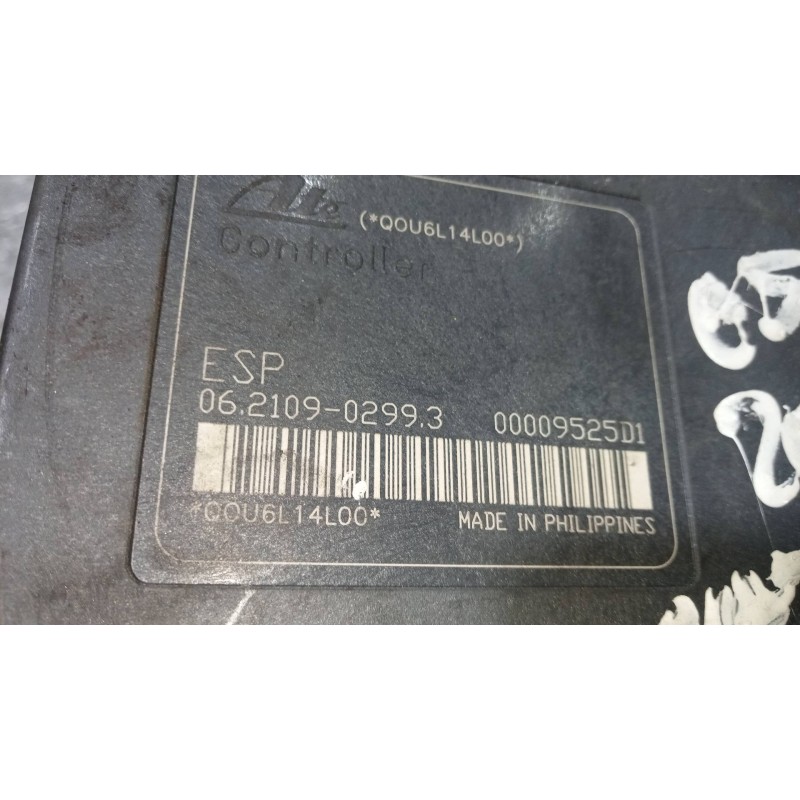 Ate (*QOU6L14L00*)
Controller
ESP
06.2109-0299.3 00009525D1
*QOU6L14L00* MADE IN PHILIPPINES